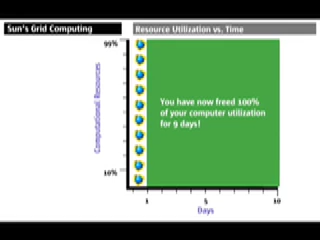 Sun's Grid Computing
Resource Utilization vs. Time
99%
Computational Resources
You have now freed 100%
of your computer utilization
for 9 days!
10%
1
5
10
Days